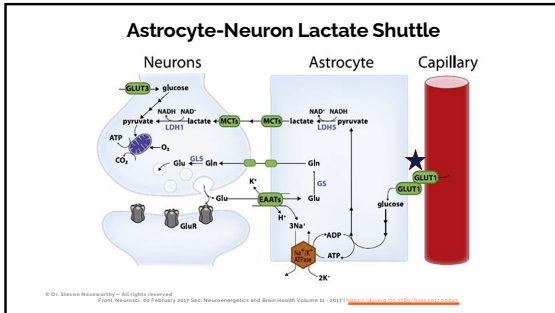 Astrocyte-Neuron Lactate Shuttle
Neurons
Astrocyte
Capillary
GLUT3
glucose
NADH NAD⁺
pyruvate
lactate
MCTs
MCTs
lactate
NAD⁺ NADH
pyruvate
LDH1
LDH5
ATP
O₂
CO₂
GLS
Glu
Gln
Gln
GLUT1
GLUT1
K⁺
GS
Glu
EAATs
Glu
glucose
H⁺
GluR
3Na⁺
ADP
Na⁺/K⁺
ATPase
ATP
2K⁺
© Dr. Steven Noseworthy – All rights reserved
Front. Neurosci., 02 February 2017 Sec. Neuroenergetics and Brain Health Volume 11 - 2017 |